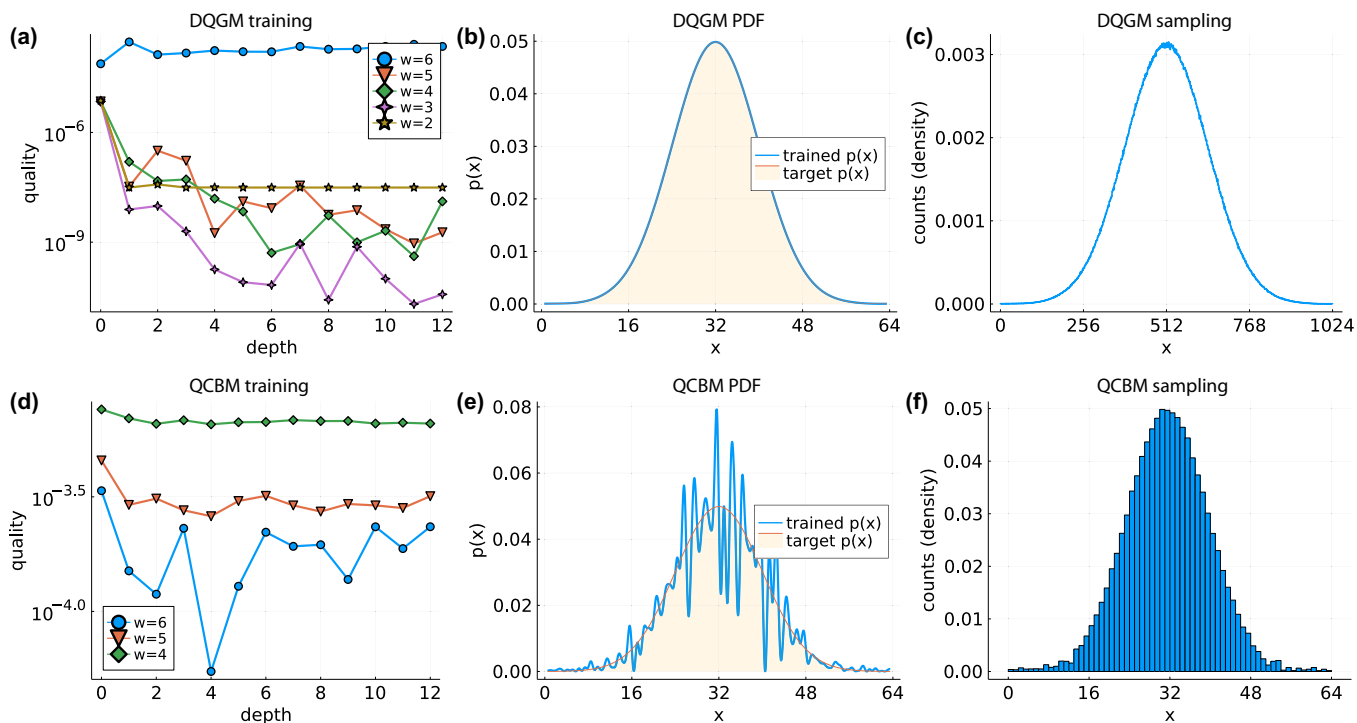 DQGM training
(a)
quality
10^-6
10^-9
0 2 4 6 8 10 12
depth
w=6
w=5
w=4
w=3
w=2
DQGM PDF
(b)
p(x)
0.05
0.04
0.03
0.02
0.01
0.00
0 16 32 48 64
x
trained p(x)
target p(x)
DQGM sampling
(c)
counts (density)
0.003
0.002
0.001
0.000
0 256 512 768 1024
x
QCBM training
(d)
quality
10^-3.5
10^-4.0
0 2 4 6 8 10 12
depth
w=6
w=5
w=4
QCBM PDF
(e)
p(x)
0.08
0.06
0.04
0.02
0.00
0 16 32 48 64
x
trained p(x)
target p(x)
QCBM sampling
(f)
counts (density)
0.05
0.04
0.03
0.02
0.01
0.00
0 16 32 48 64
x